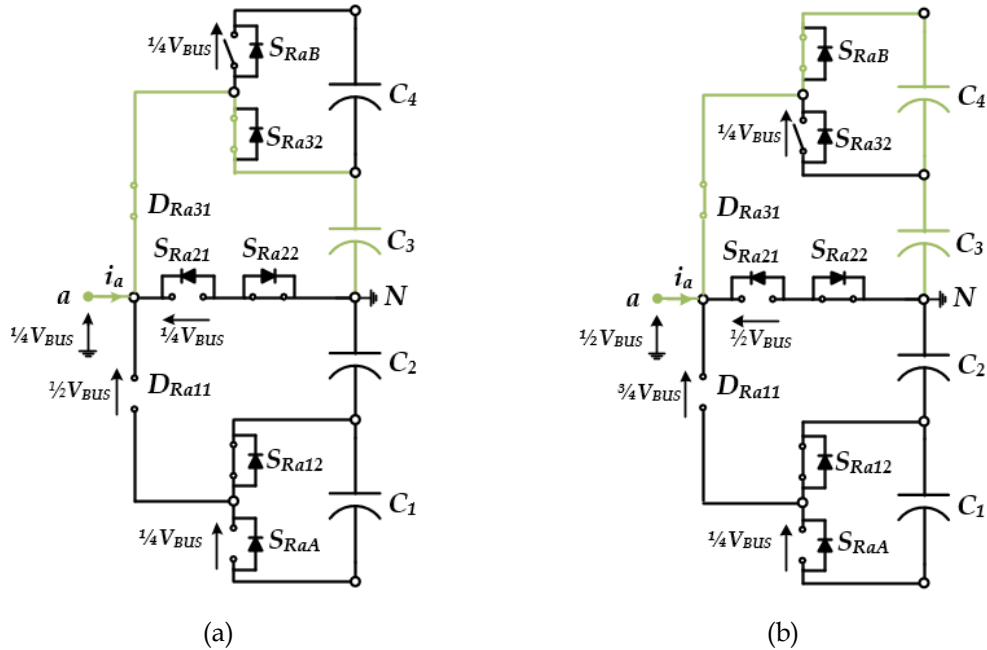 ¼V_BUS
S_RaB
C_4
S_Ra32
D_Ra31
C_3
S_Ra21
S_Ra22
i_a
a
N
¼V_BUS
¼V_BUS
C_2
½V_BUS
D_Ra11
S_Ra12
C_1
¼V_BUS
S_RaA
(a)
S_RaB
C_4
¼V_BUS
S_Ra32
D_Ra31
C_3
S_Ra21
S_Ra22
i_a
a
N
½V_BUS
½V_BUS
C_2
¾V_BUS
D_Ra11
S_Ra12
C_1
¼V_BUS
S_RaA
(b)